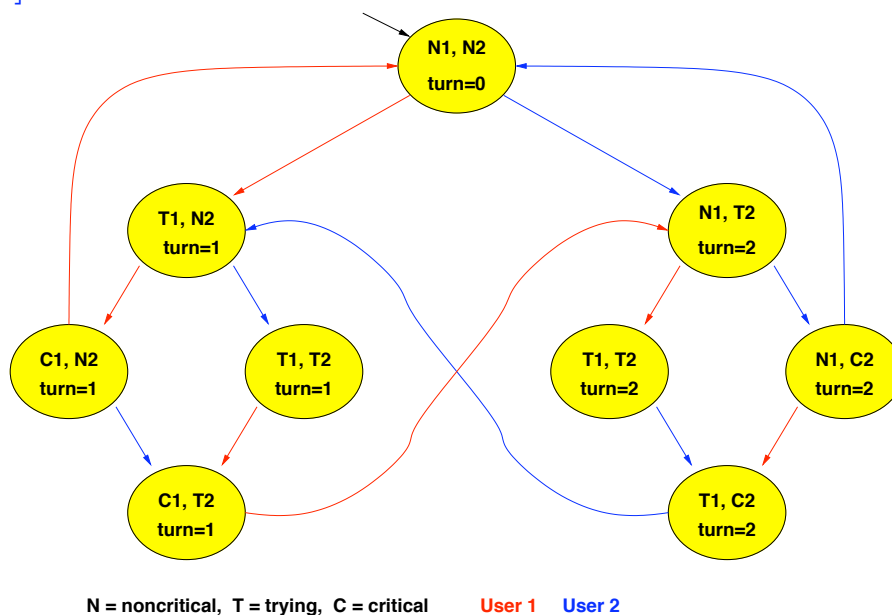 ]
N1, N2
turn=0
T1, N2
turn=1
N1, T2
turn=2
C1, N2
turn=1
T1, T2
turn=1
T1, T2
turn=2
N1, C2
turn=2
C1, T2
turn=1
T1, C2
turn=2
N = noncritical, T = trying, C = critical User 1 User 2